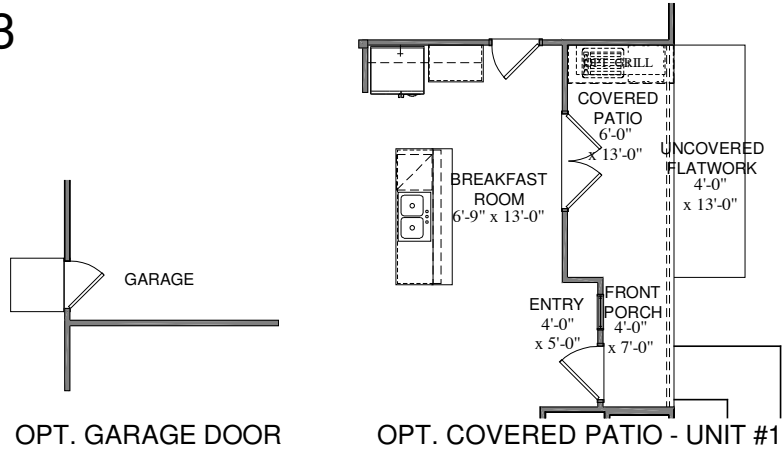 3
OPT. GRILL
COVERED
PATIO
6'-0"
x 13'-0"
UNCOVERED
FLATWORK
4'-0"
x 13'-0"
BREAKFAST
ROOM
6'-9" x 13'-0"
GARAGE
ENTRY
4'-0"
x 5'-0"
FRONT
PORCH
4'-0"
x 7'-0"
OPT. GARAGE DOOR
OPT. COVERED PATIO - UNIT #1